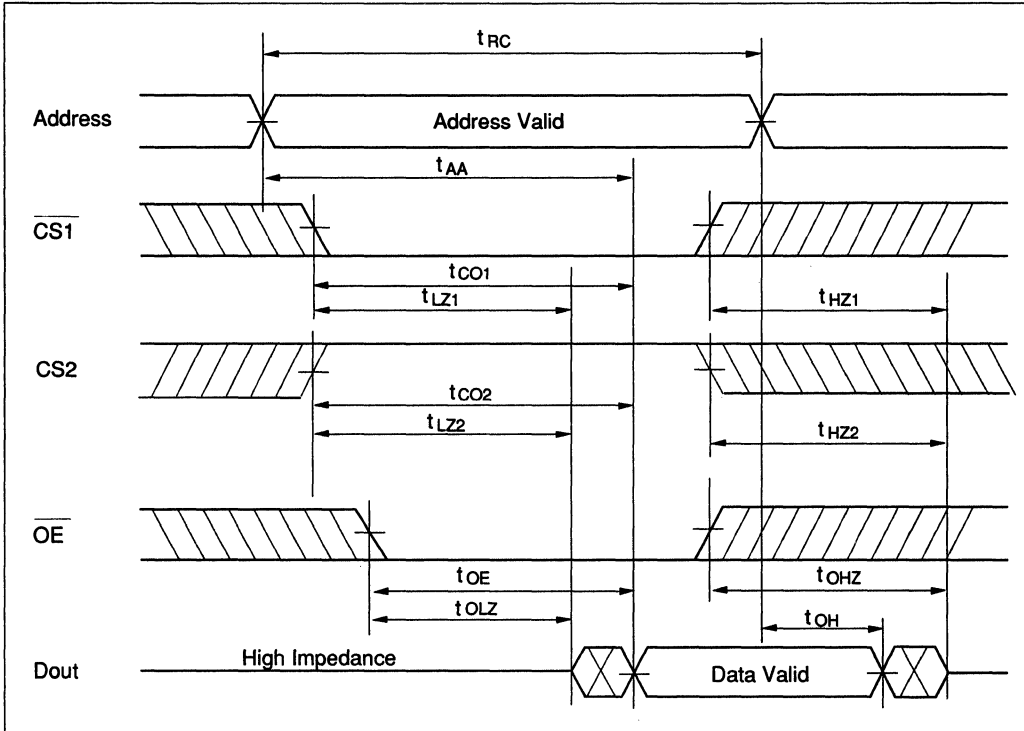 tRC
Address
Address Valid
tAA
CS1
tCO1
tLZ1
tHZ1
CS2
tCO2
tLZ2
tHZ2
OE
tOE
tOHZ
tOLZ
tOH
Dout
High Impedance
Data Valid